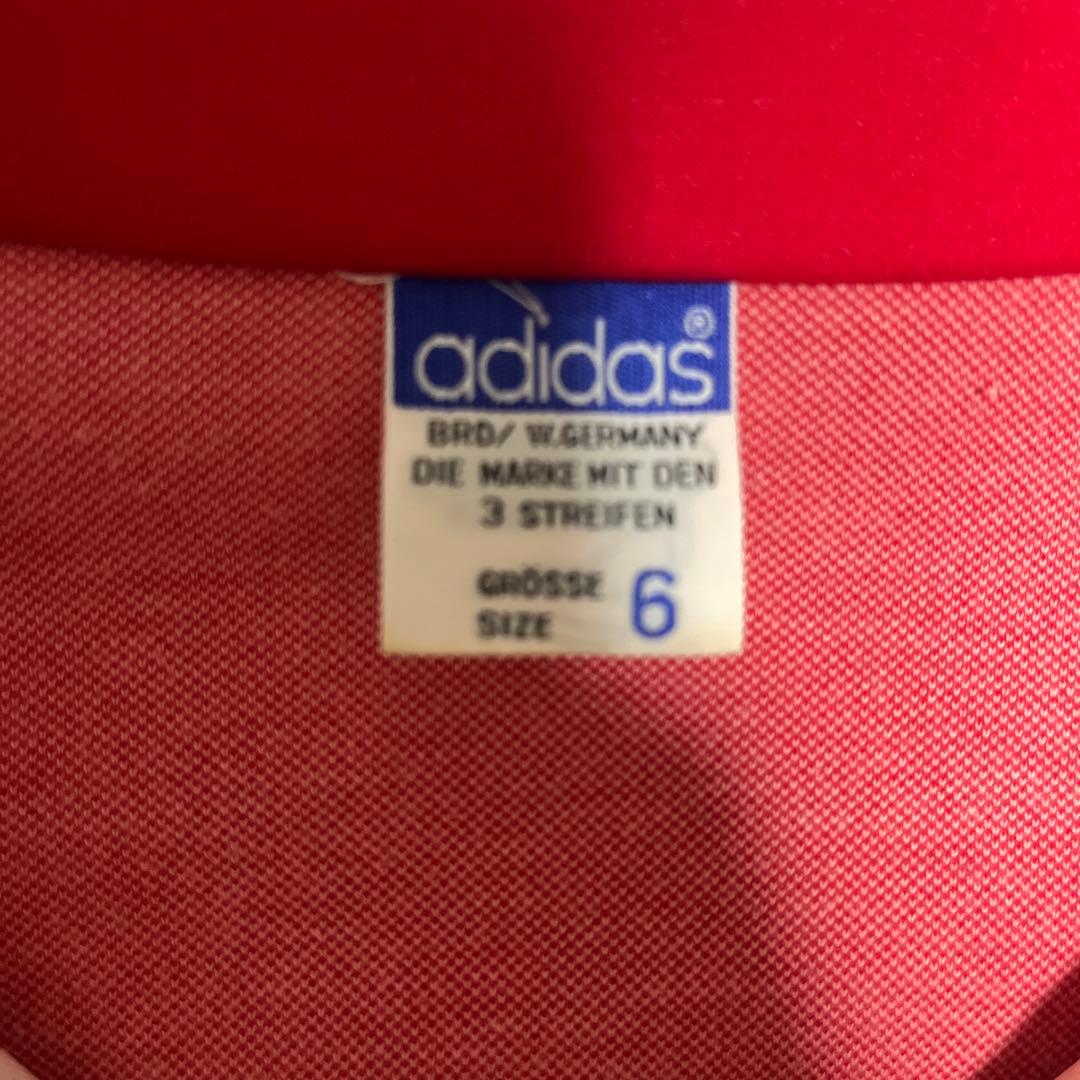 adidas®
BRD/ W.GERMANY
DIE MARKE MIT DEN
3 STREIFEN
GRÖSSE 6
SIZE